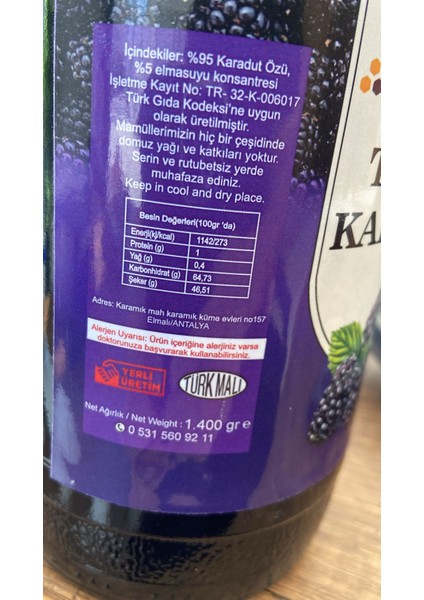 İçindekiler: %95 Karadut Özü,
%5 elmasuyu konsantresi
İşletme Kayıt No: TR- 32-K-006017
Türk Gıda Kodeksi'ne uygun
olarak üretilmiştir.
Mamüllerimizin hiç bir çeşidinde
domuz yağı ve katkıları yoktur.
Serin ve rutubetsiz yerde
muhafaza ediniz.
Keep in cool and dry place.
Besin Değerleri(100gr 'da)
Enerji(kj/kcal) 1142/273
Protein (g) 1
Yağ (g) 0,4
Karbonhidrat (g) 64,73
Şeker (g) 46,51
Adres: Karamık mah karamık küme evleri no157
Elmalı/ANTALYA
Alerjen Uyarısı: Ürün içeriğine alerjiniz varsa
doktorunuza başvurarak kullanabilirsiniz.
YERLİ
ÜRETİM
TÜRK MALI
Net Ağırlık / Net Weight : 1.400 gr e
0 531 560 92 11